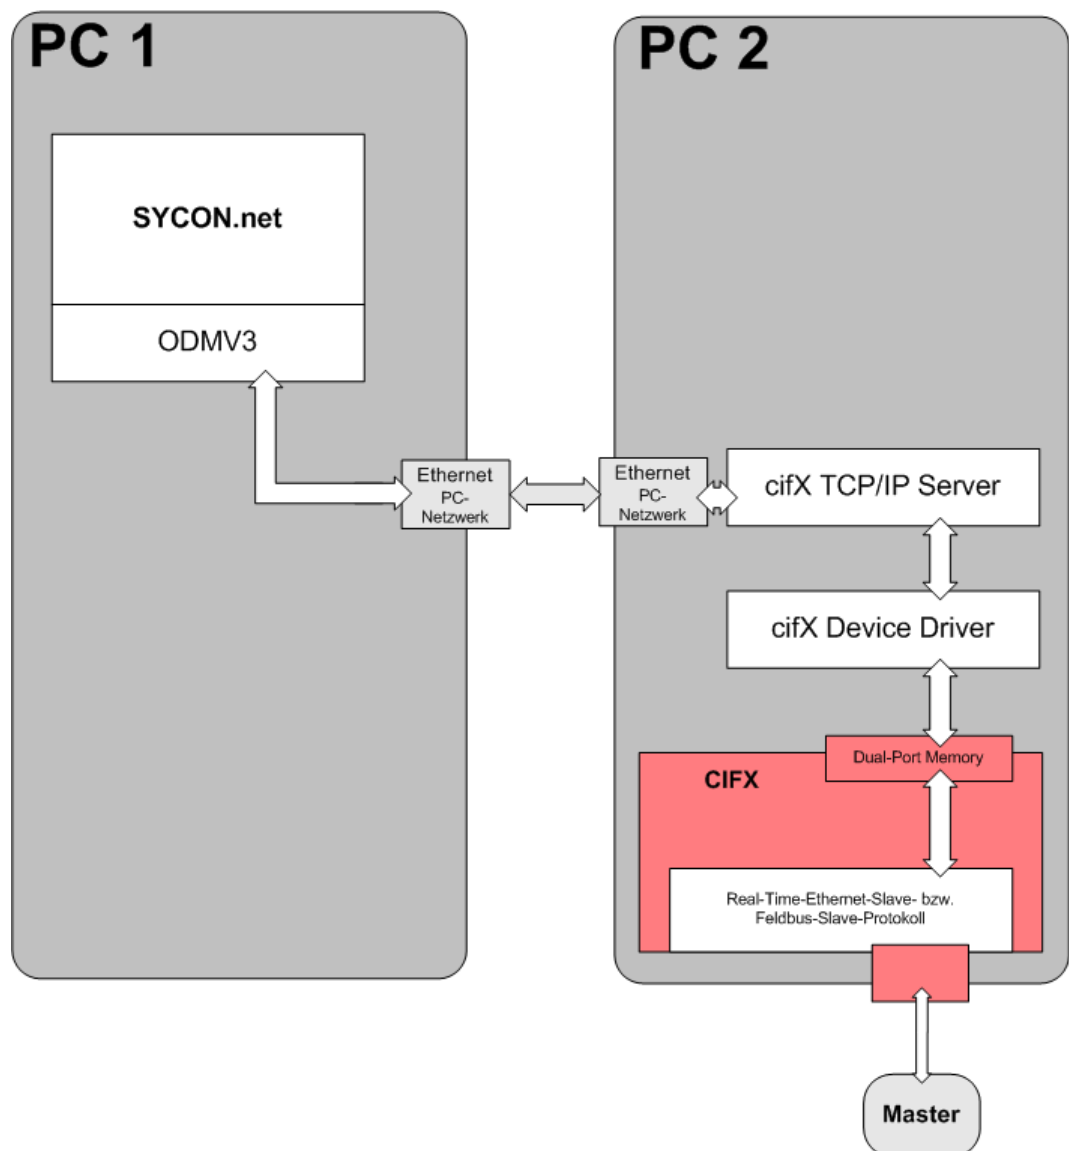 PC 1
SYCON.net
ODMV3
Ethernet
PC-
Netzwerk
PC 2
Ethernet
PC-
Netzwerk
cifX TCP/IP Server
cifX Device Driver
Dual-Port Memory
CIFX
Real-Time-Ethernet-Slave- bzw.
Feldbus-Slave-Protokoll
Master